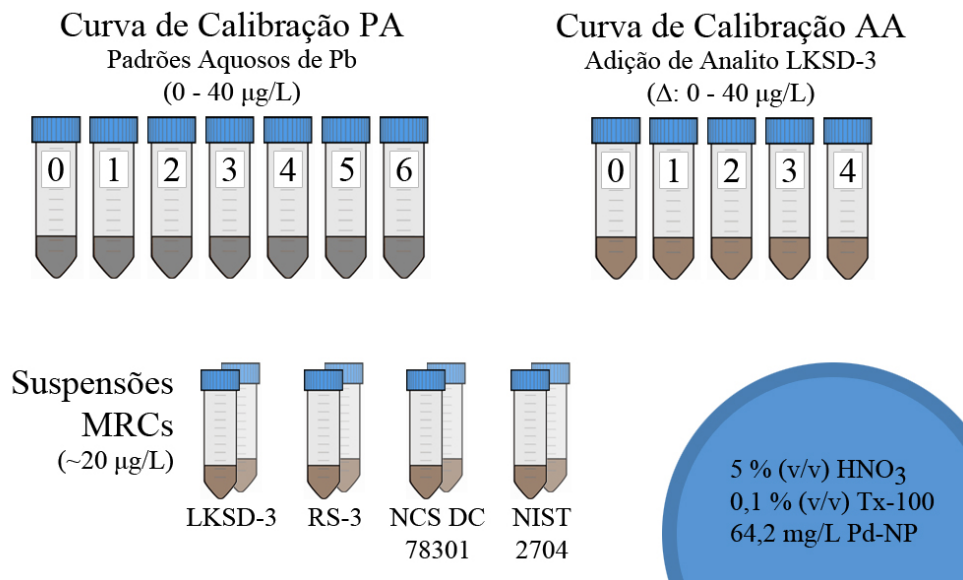 Curva de Calibração PA
Padrões Aquosos de Pb
(0 - 40 µg/L)
0 1 2 3 4 5 6
Curva de Calibração AA
Adição de Analito LKSD-3
(Δ: 0 - 40 µg/L)
0 1 2 3 4
Suspensões
MRCs
(~20 µg/L)
LKSD-3
RS-3
NCS DC
78301
NIST
2704
5 % (v/v) HNO₃
0,1 % (v/v) Tx-100
64,2 mg/L Pd-NP